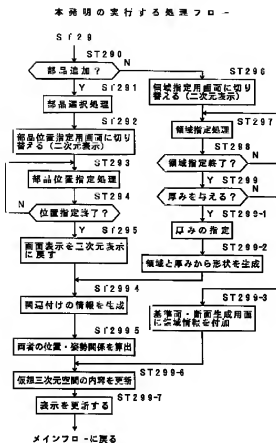 本発明の実行する処理フロー
ST29
ST290
部品追加？
N
Y
ST291
部品選択処理
ST292
部品位置指定用画面に切り
替える（二次元表示）
ST293
部品位置指定処理
ST294
位置指定終了？
N
Y
ST295
画面表示を三次元表示
に戻す
ST296
領域指定用画面に切り
替える（二次元表示）
ST297
領域指定処理
ST298
領域指定終了？
N
Y
ST299
厚みを与える？
N
Y
ST299-1
厚みの指定
ST299-2
領域と厚みから形状を生成
ST299-3
基準面・断面生成用面
に領域情報を付加
ST2994
関連付けの情報を生成
ST2995
両者の位置・姿勢関係を算出
ST299-6
仮想三次元空間の内容を更新
ST299-7
表示を更新する
メインフローに戻る